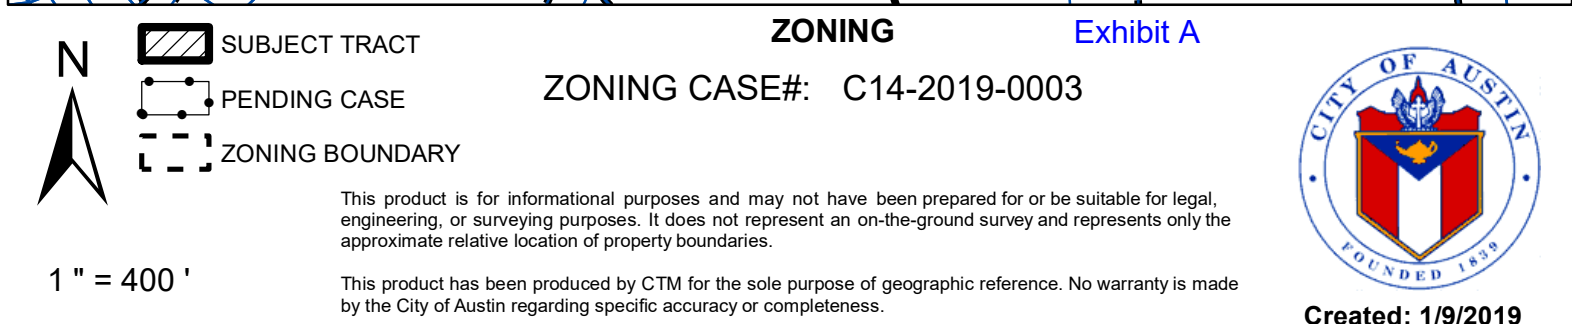 ZONING
Exhibit A
N
SUBJECT TRACT
PENDING CASE
ZONING BOUNDARY
ZONING CASE#: C14-2019-0003
This product is for informational purposes and may not have been prepared for or be suitable for legal,
engineering, or surveying purposes. It does not represent an on-the-ground survey and represents only the
approximate relative location of property boundaries.
1 " = 400 '
This product has been produced by CTM for the sole purpose of geographic reference. No warranty is made
by the City of Austin regarding specific accuracy or completeness.
CITY OF AUSTIN
FOUNDED 1839
Created: 1/9/2019